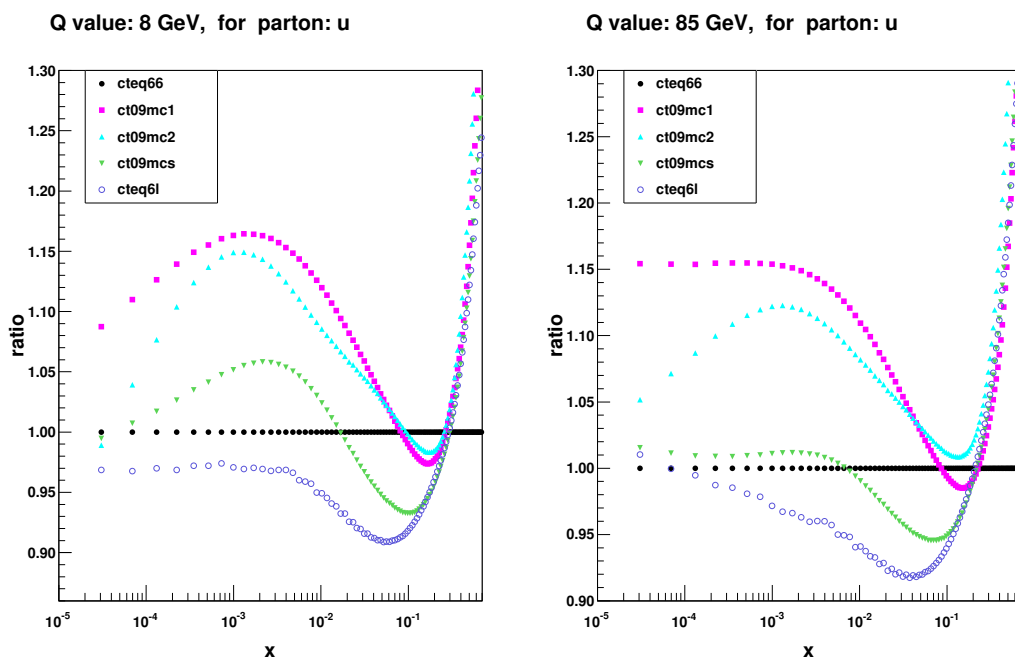 Q value: 8 GeV, for parton: u
1.30
1.25
1.20
1.15
1.10
1.05
1.00
0.95
0.90
ratio
cteq66
ct09mc1
ct09mc2
ct09mcs
cteq6l
10-5
10-4
10-3
10-2
10-1
x
Q value: 85 GeV, for parton: u
1.30
1.25
1.20
1.15
1.10
1.05
1.00
0.95
0.90
ratio
cteq66
ct09mc1
ct09mc2
ct09mcs
cteq6l
10-5
10-4
10-3
10-2
10-1
x